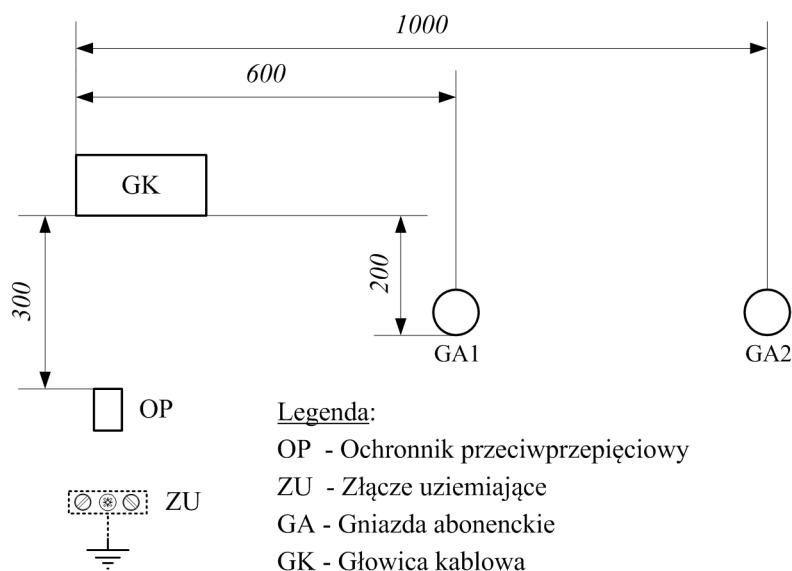 1000
600
GK
300
200
GA1
GA2
OP
ZU
Legenda:
OP - Ochronnik przeciwprzepięciowy
ZU - Złącze uziemiające
GA - Gniazda abonenckie
GK - Głowica kablowa